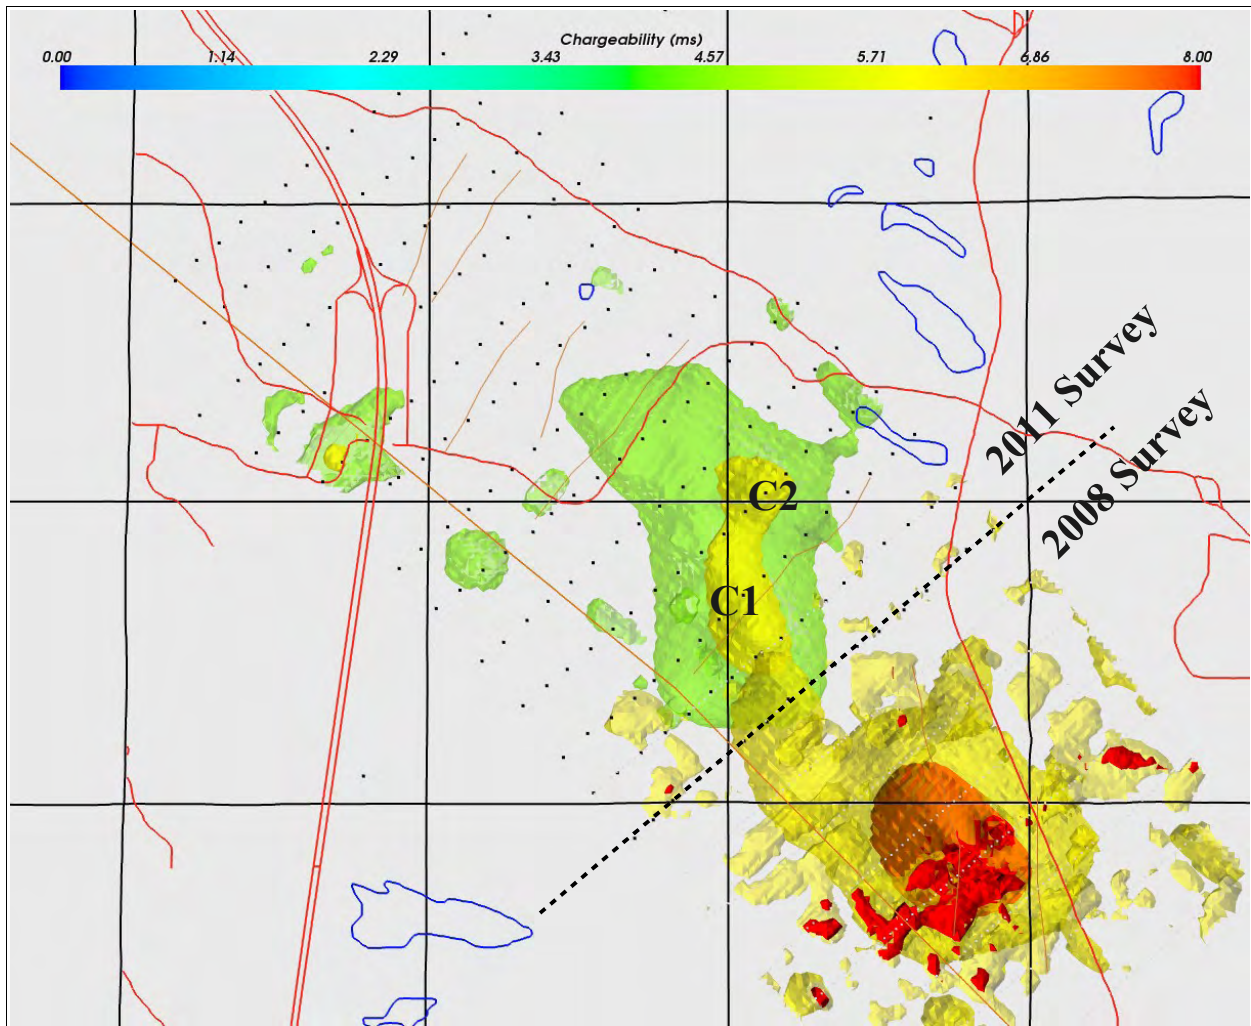 Chargeability (ms)
0.00 1.14 2.29 3.43 4.57 5.71 6.86 8.00
2011 Survey
2008 Survey
C2
C1